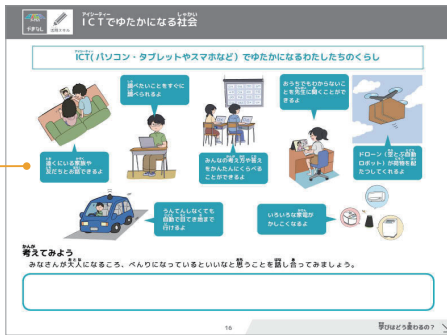 ICTでゆたかになる社会
ICT(パソコン・タブレットやスマホなど)でゆたかになるわたしたちのくらし
調べたいことをすぐに
調べられるよ
おうちでもわからないこ
とを先生に聞くことがで
きるよ
遠くにいる家族や
友だちとお話できるよ
みんなの考え方や答え
をかんたんにくらべる
ことができるよ
ドローン(空とぶ自動
ロボット)が荷物を配
たつしてくれるよ
うんてんしなくても
自動で目てき地まで
行けるよ
いろいろな家電が
かしこくなるよ
考えてみよう
みなさんが大人になるころ、べんりになっているといいなと思うことを話し合ってみましょう。
16
学びはどう変わるの?